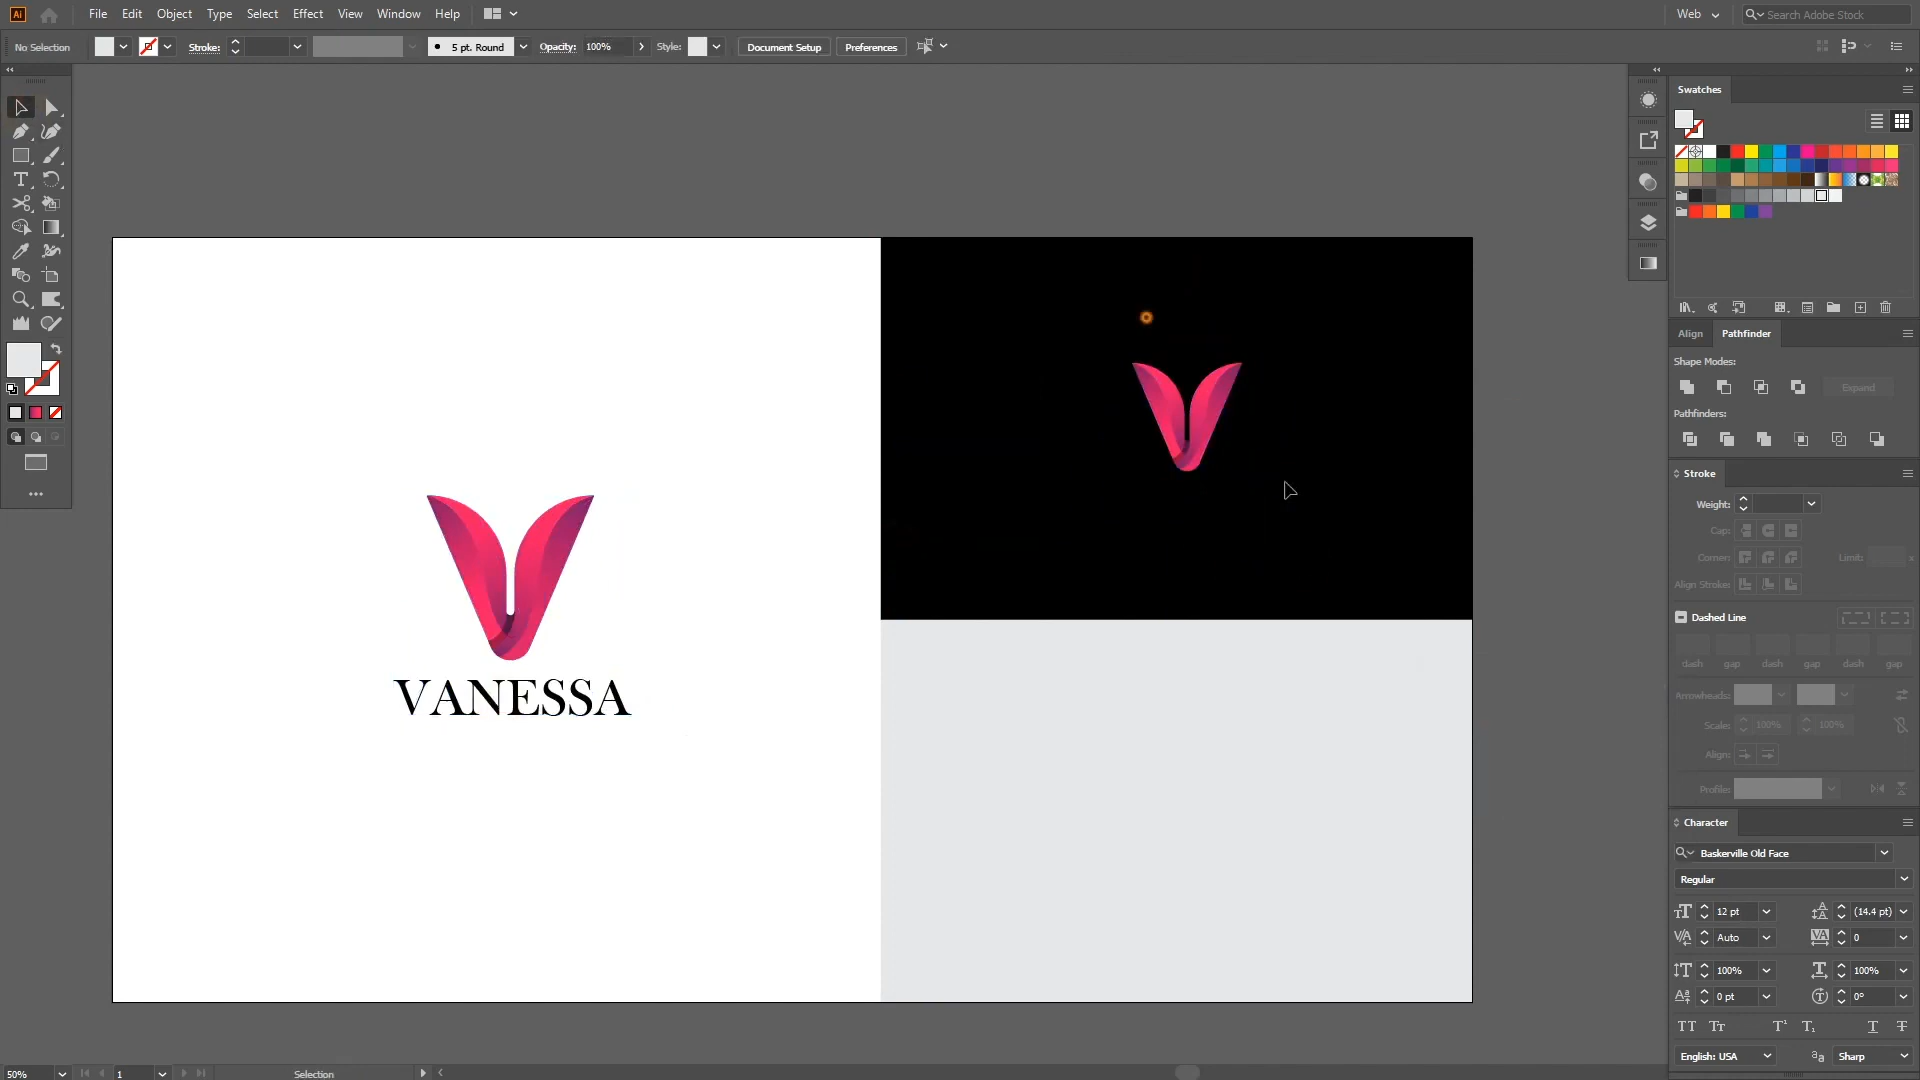 Ai File Edit Object Type Select Effect View Window Help Web Search Adobe Stock
No Selection Stroke: 5 pt. Round Opacity: 100% Style: Document Setup Preferences
Swatches
Align Pathfinder
Shape Modes:
Expand
Pathfinders:
Stroke
Weight:
Cap:
Corner: Limit: x
Align Stroke:
Dashed Line
dash gap dash gap dash gap
Arrowheads:
Scale: 100% 100%
Align:
Profile:
VANESSA
Character
Baskerville Old Face
Regular
12 pt (14.4 pt)
Auto 0
100% 100%
0 pt 0°
English: USA Sharp
50% 1 Selection